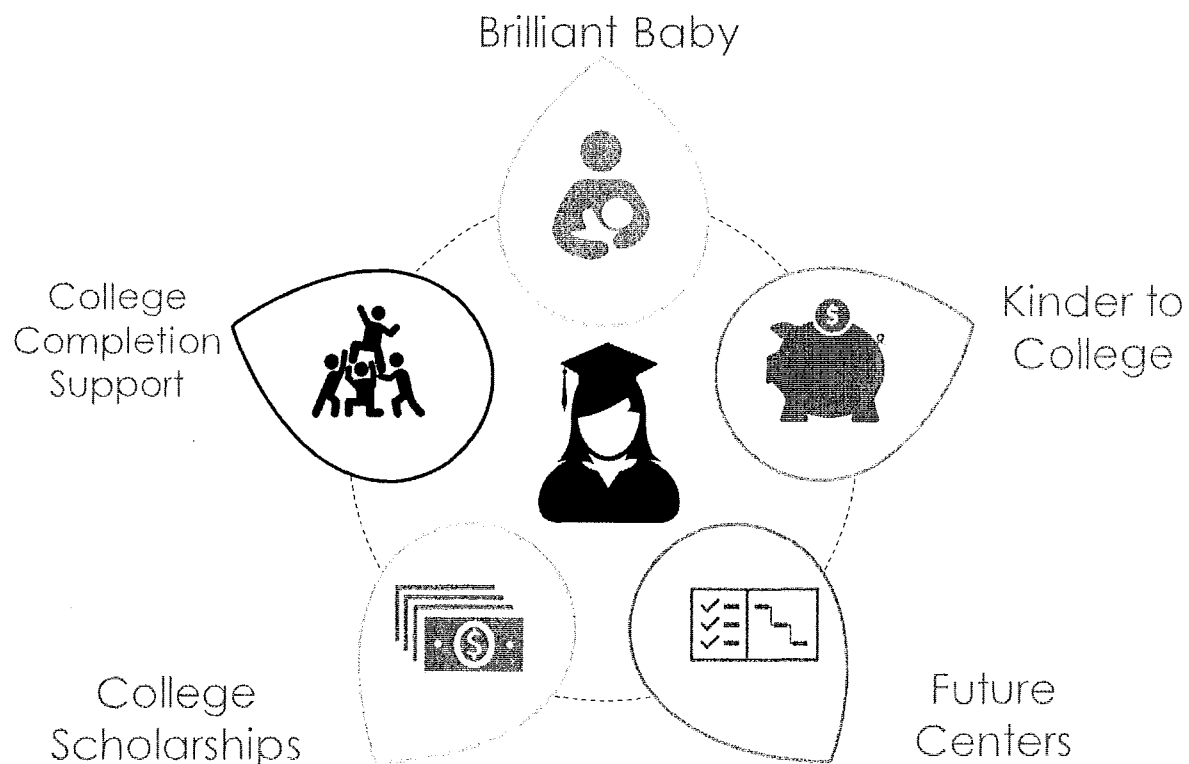 Brilliant Baby
Kinder to
College
Future
Centers
College
Scholarships
College
Completion
Support
$
$